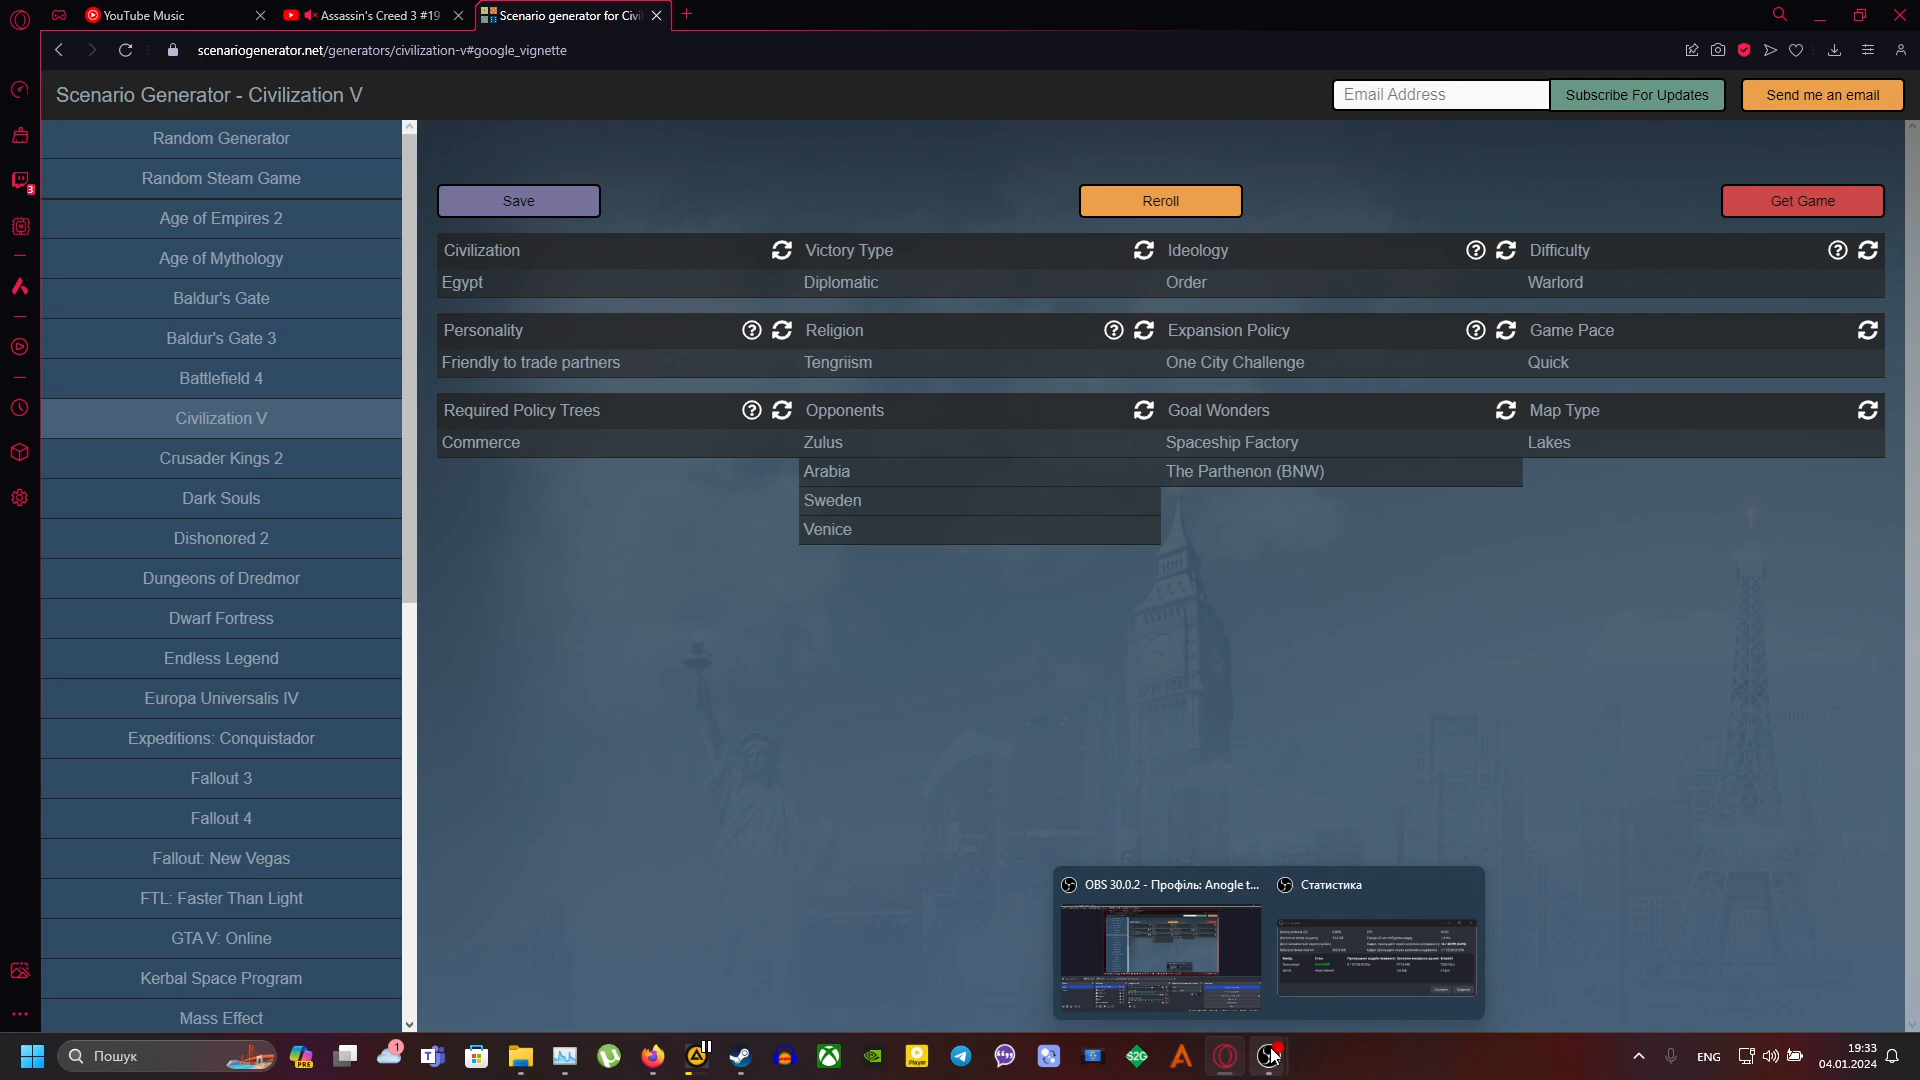 YouTube Music
Assassin's Creed 3 #19
Scenario generator for Civi
scenariogenerator.net/generators/civilization-v#google_vignette
3
Scenario Generator - Civilization V
Email Address
Subscribe For Updates
Send me an email
Random Generator
Random Steam Game
Age of Empires 2
Age of Mythology
Baldur's Gate
Baldur's Gate 3
Battlefield 4
Civilization V
Crusader Kings 2
Dark Souls
Dishonored 2
Dungeons of Dredmor
Dwarf Fortress
Endless Legend
Europa Universalis IV
Expeditions: Conquistador
Fallout 3
Fallout 4
Fallout: New Vegas
FTL: Faster Than Light
GTA V: Online
Kerbal Space Program
Mass Effect
Save
Reroll
Get Game
Civilization
Victory Type
Ideology
Difficulty
Egypt
Diplomatic
Order
Warlord
Personality
Religion
Expansion Policy
Game Pace
Friendly to trade partners
Tengriism
One City Challenge
Quick
Required Policy Trees
Opponents
Goal Wonders
Map Type
Commerce
Zulus
Spaceship Factory
Lakes
Arabia
The Parthenon (BNW)
Sweden
Venice
OBS 30.0.2 - Профіль: Anogle t...
Статистика
Пошук
PRE
1
Player
S2G
ENG
19:33
04.01.2024